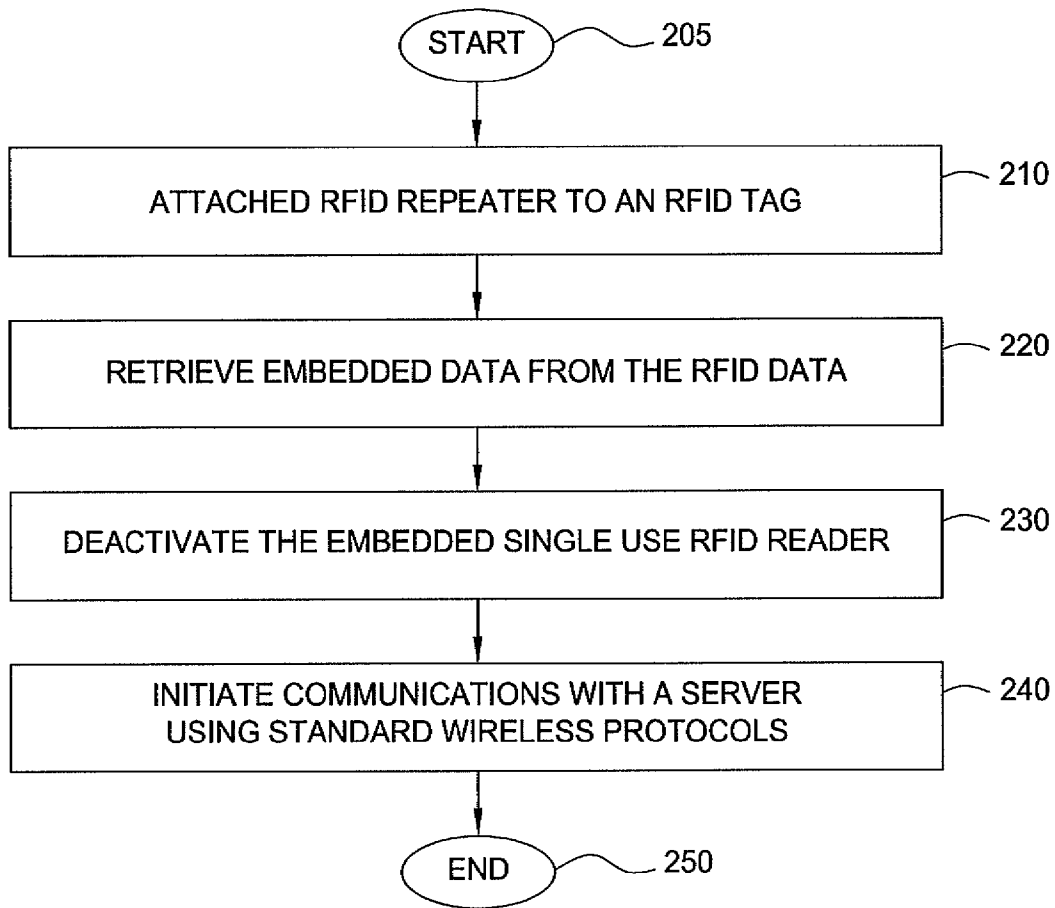 START
205
ATTACHED RFID REPEATER TO AN RFID TAG
210
RETRIEVE EMBEDDED DATA FROM THE RFID DATA
220
DEACTIVATE THE EMBEDDED SINGLE USE RFID READER
230
INITIATE COMMUNICATIONS WITH A SERVER
USING STANDARD WIRELESS PROTOCOLS
240
END
250